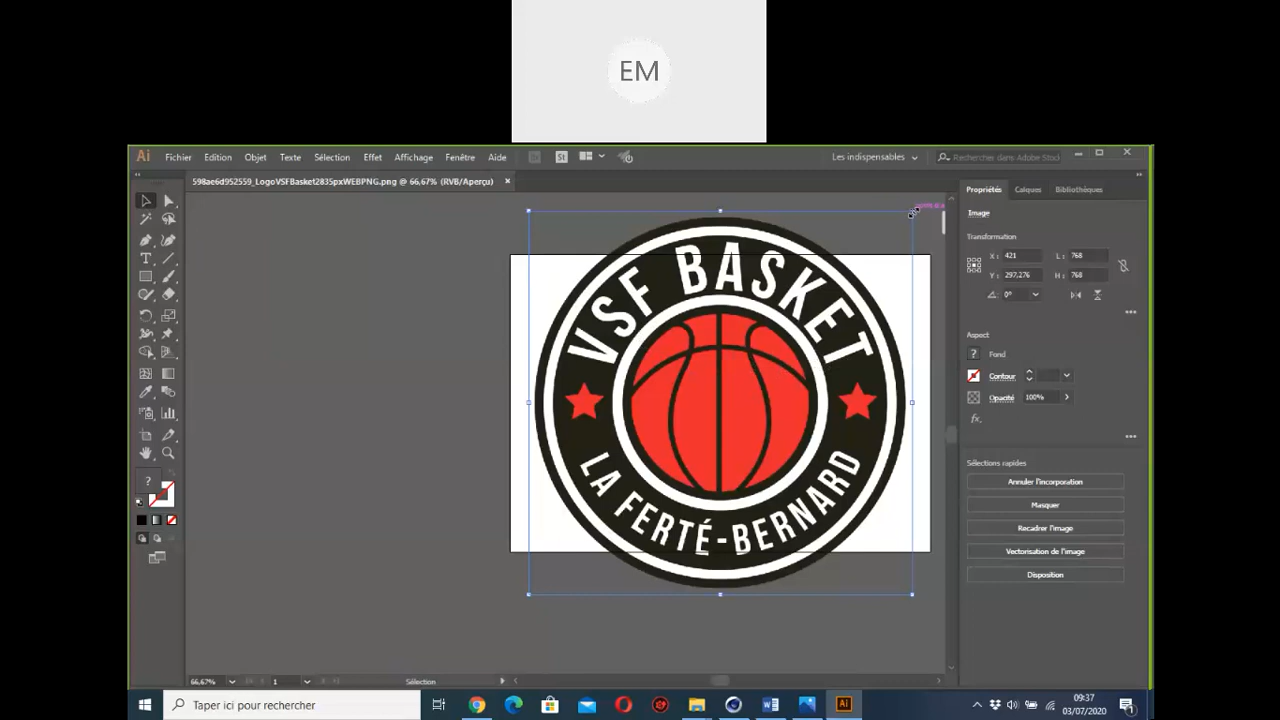 EM
Ai Fichier Edition Objet Texte Sélection Effet Affichage Fenêtre Aide Br St Les indispensables Rechercher dans Adobe Stock
598ae6d952559_LogoVSFBasket2835pxWEBPNG.png @ 66,67% (RVB/Aperçu) ×
Propriétés Calques Bibliothèques
Image
Transformation
X : 421 L : 768
Y : 297,276 H : 768
0°
Aspect
? Fond
Contour
Opacité 100%
fx.
Sélections rapides
Annuler l'incorporation
Masquer
Recadrer l'image
Vectorisation de l'image
Disposition
VSF BASKET
LA FERTÉ-BERNARD
?
66,67% 1 Sélection
Taper ici pour rechercher
09:37
03/07/2020